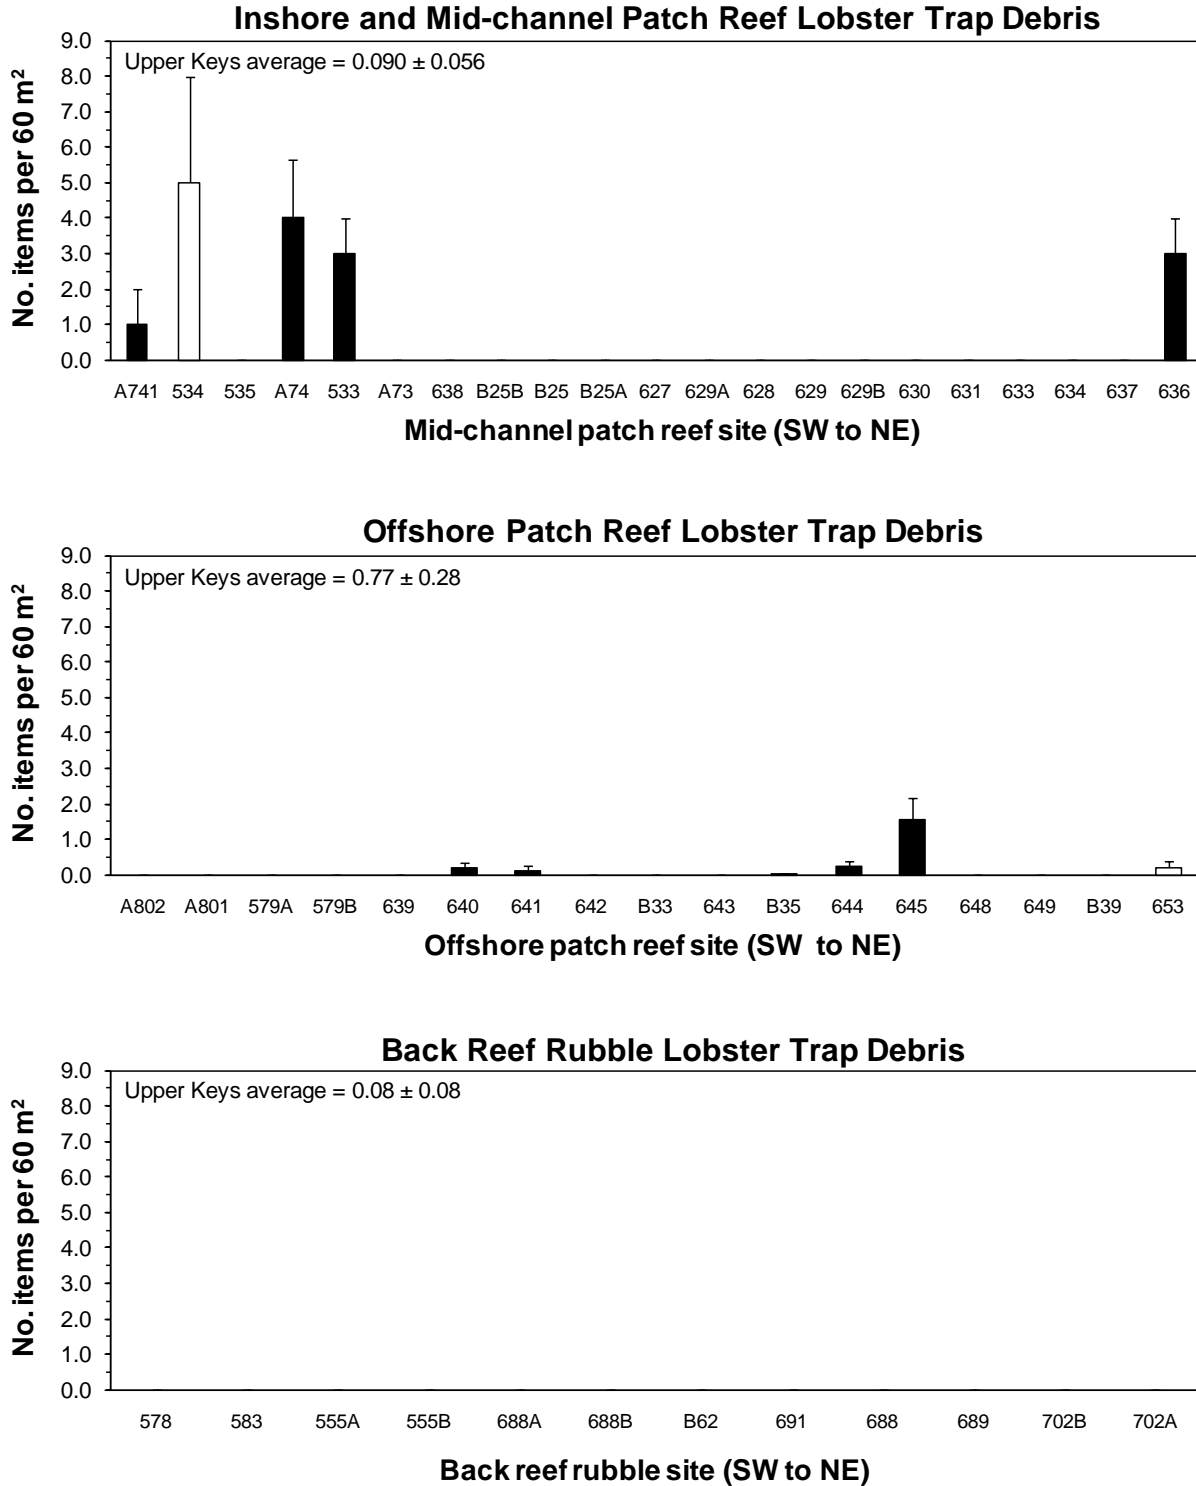 Inshore and Mid-channel Patch Reef Lobster Trap Debris
Upper Keys average = 0.090 ± 0.056
No. items per 60 m²
9.0
8.0
7.0
6.0
5.0
4.0
3.0
2.0
1.0
0.0
A741 534 535 A74 533 A73 638 B25B B25 B25A 627 629A 628 629 629B 630 631 633 634 637 636
Mid-channel patch reef site (SW to NE)
Offshore Patch Reef Lobster Trap Debris
Upper Keys average = 0.77 ± 0.28
No. items per 60 m²
9.0
8.0
7.0
6.0
5.0
4.0
3.0
2.0
1.0
0.0
A802 A801 579A 579B 639 640 641 642 B33 643 B35 644 645 648 649 B39 653
Offshore patch reef site (SW to NE)
Back Reef Rubble Lobster Trap Debris
Upper Keys average = 0.08 ± 0.08
No. items per 60 m²
9.0
8.0
7.0
6.0
5.0
4.0
3.0
2.0
1.0
0.0
578 583 555A 555B 688A 688B B62 691 688 689 702B 702A
Back reef rubble site (SW to NE)